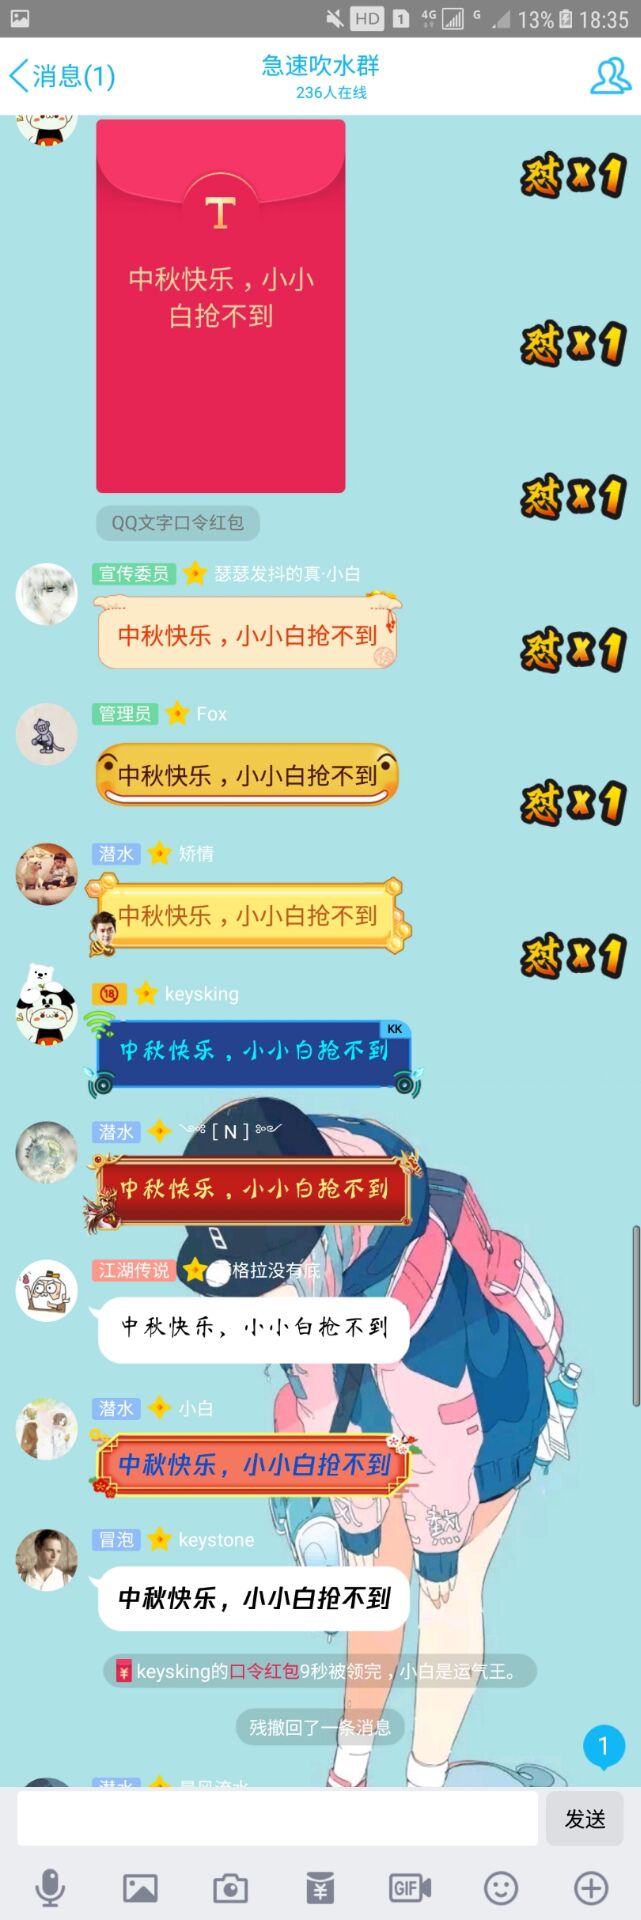 HD 1 4G G 13% 18:35
消息(1)
急速吹水群
236人在线
T
中秋快乐，小小
白抢不到
QQ文字口令红包
怼x1
怼x1
怼x1
宣传委员 瑟瑟发抖的真·小白
中秋快乐，小小白抢不到
怼x1
管理员 Fox
中秋快乐，小小白抢不到
怼x1
潜水 矫情
中秋快乐，小小白抢不到
怼x1
18 keysking
KK
中秋快乐，小小白抢不到
潜水 [ N ]
中秋快乐，小小白抢不到
江湖传说 格拉没有底
中秋快乐，小小白抢不到
潜水 小白
中秋快乐，小小白抢不到
熱
冒泡 keystone
中秋快乐，小小白抢不到
keysking的口令红包9秒被领完，小白是运气王。
残撤回了一条消息
1
潜水
发送
GIF